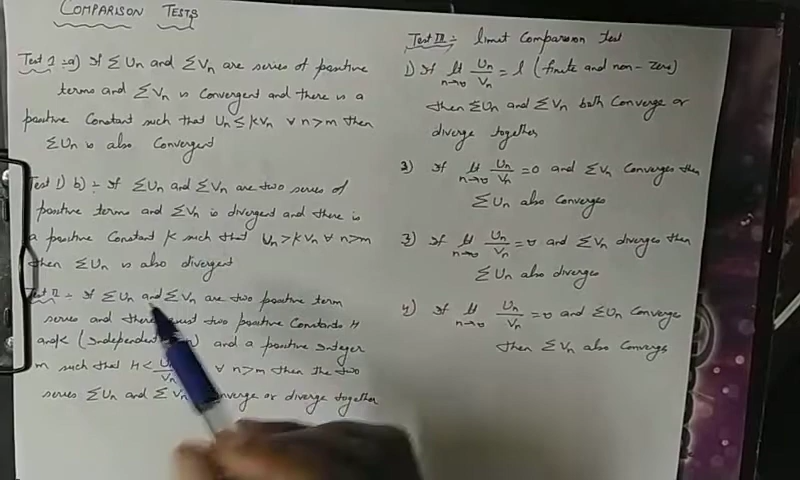 COMPARISON TESTS
Test 1 :- a) If ΣUn and ΣVn are series of positive
terms and ΣVn is Convergent and there is a
positive Constant such that Un ≤ kVn ∀ n>m then
ΣUn is also Convergent
Test 1) b) :- If ΣUn and ΣVn are two series of
positive terms and ΣVn is divergent and there is
a positive Constant K such that Un > kVn ∀ n>m
then ΣUn is also divergent
Test II :- If ΣUn and ΣVn are two positive term
series and there exist two positive Constants H
and K (Independent) and a positive Integer
m such that H < Un/Vn ∀ n>m then the two
series ΣUn and ΣVn Converge or diverge together
Test III :- limit Comparison test
1) If lt n→∞ Un/Vn = l (finite and non-zero)
then ΣUn and ΣVn both Converge or
diverge together
3) If lt n→∞ Un/Vn = 0 and ΣVn Converges then
ΣUn also Converges
3) If lt n→∞ Un/Vn = ∞ and ΣVn diverges then
ΣUn also diverges
4) If lt n→∞ Un/Vn = ∞ and ΣUn Converge
then ΣVn also Converges